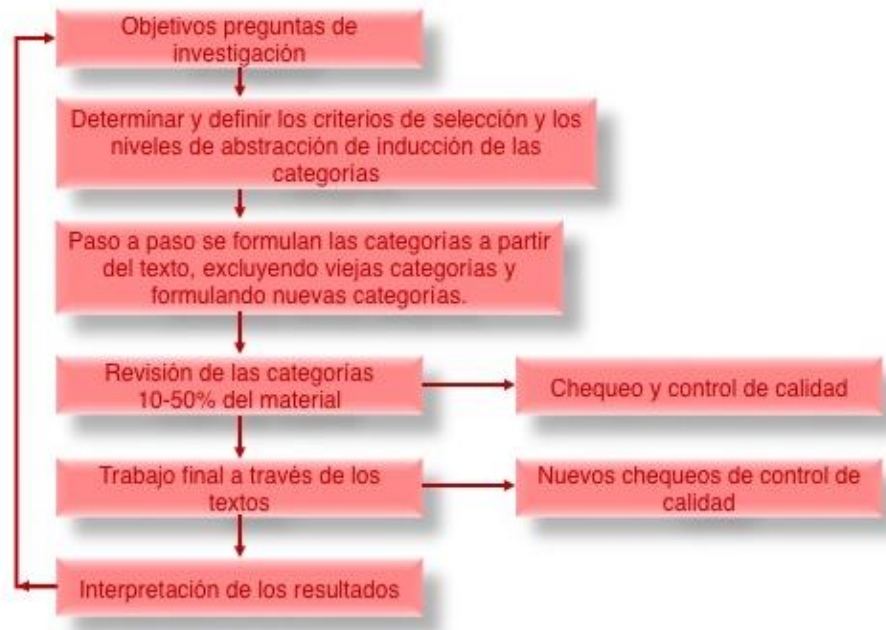 Objetivos preguntas de
investigación
Determinar y definir los criterios de selección y los
niveles de abstracción de inducción de las
categorías
Paso a paso se formulan las categorías a partir
del texto, excluyendo viejas categorías y
formulando nuevas categorías.
Revisión de las categorías
10-50% del material
Chequeo y control de calidad
Trabajo final a través de los
textos
Nuevos chequeos de control de
calidad
Interpretación de los resultados